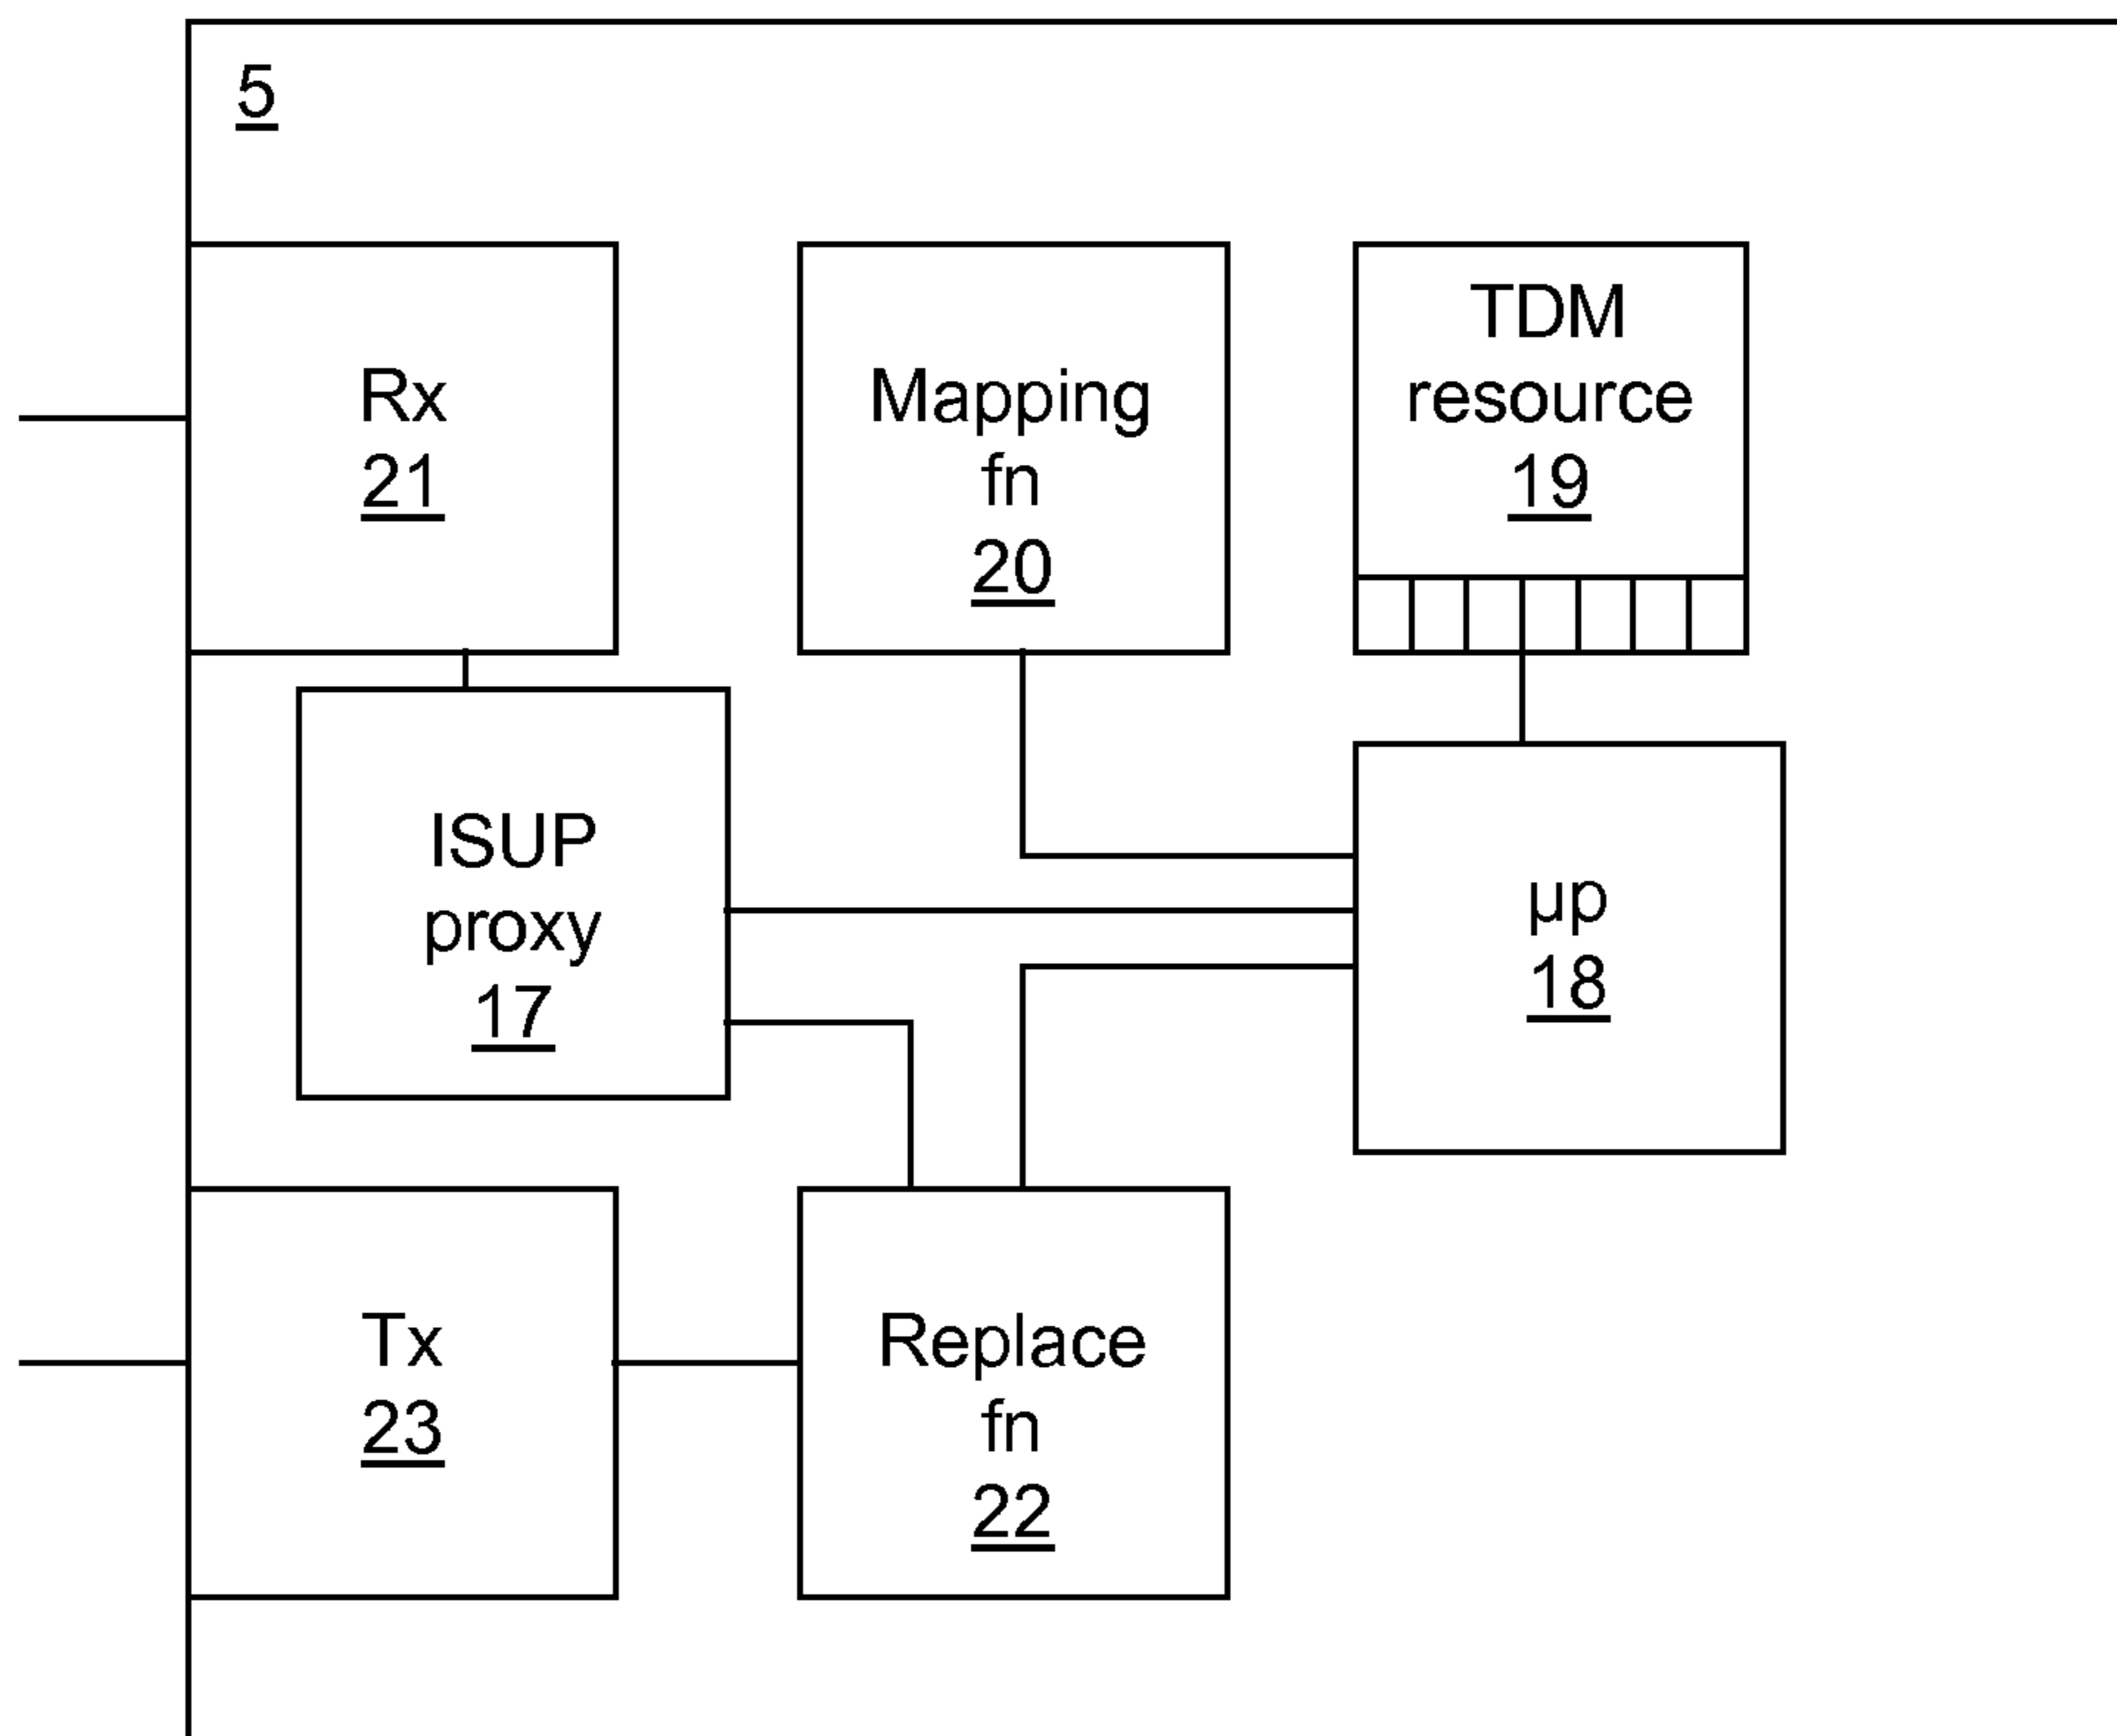 5
Rx
21
Mapping
fn
20
TDM
resource
19
ISUP
proxy
17
µp
18
Tx
23
Replace
fn
22